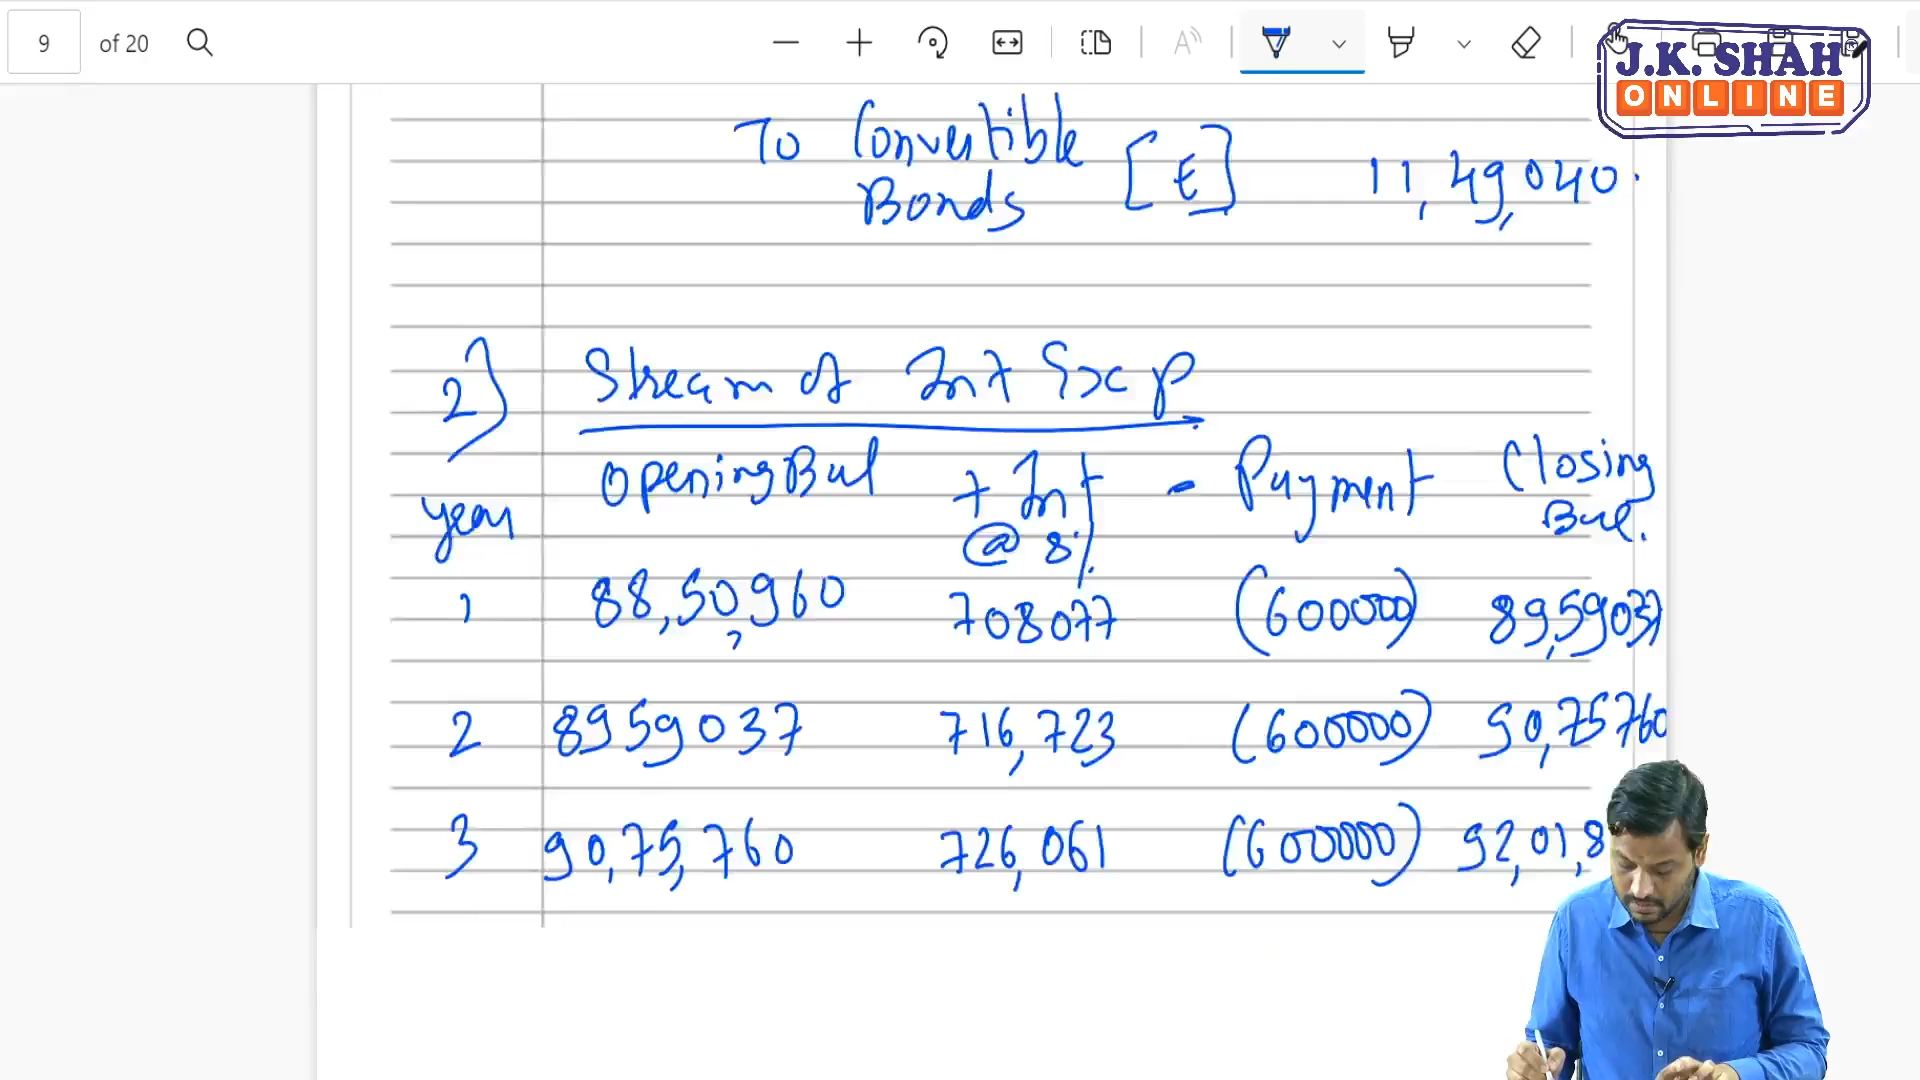 9 of 20
J.K. SHAH
ONLINE
To Convertible
Bonds [E] 11,49,040.
2) Stream of Int Exp
year Opening Bal + Int @ 8% - Payment Closing Bal.
1 88,50,960 708077 (600000) 89,59037
2 8959037 716,723 (600000) 90,75760
3 90,75,760 726,061 (600000) 92,01,8